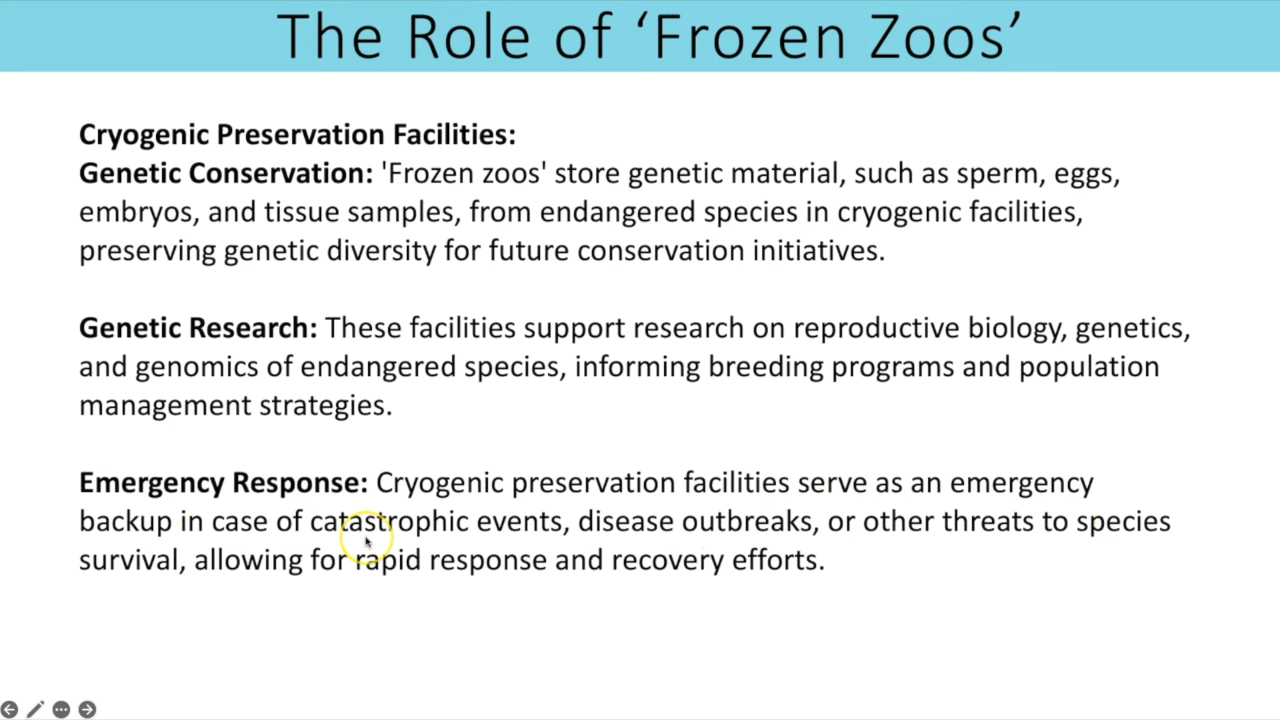 The Role of ‘Frozen Zoos’
Cryogenic Preservation Facilities:
Genetic Conservation: 'Frozen zoos' store genetic material, such as sperm, eggs,
embryos, and tissue samples, from endangered species in cryogenic facilities,
preserving genetic diversity for future conservation initiatives.
Genetic Research: These facilities support research on reproductive biology, genetics,
and genomics of endangered species, informing breeding programs and population
management strategies.
Emergency Response: Cryogenic preservation facilities serve as an emergency
backup in case of catastrophic events, disease outbreaks, or other threats to species
survival, allowing for rapid response and recovery efforts.